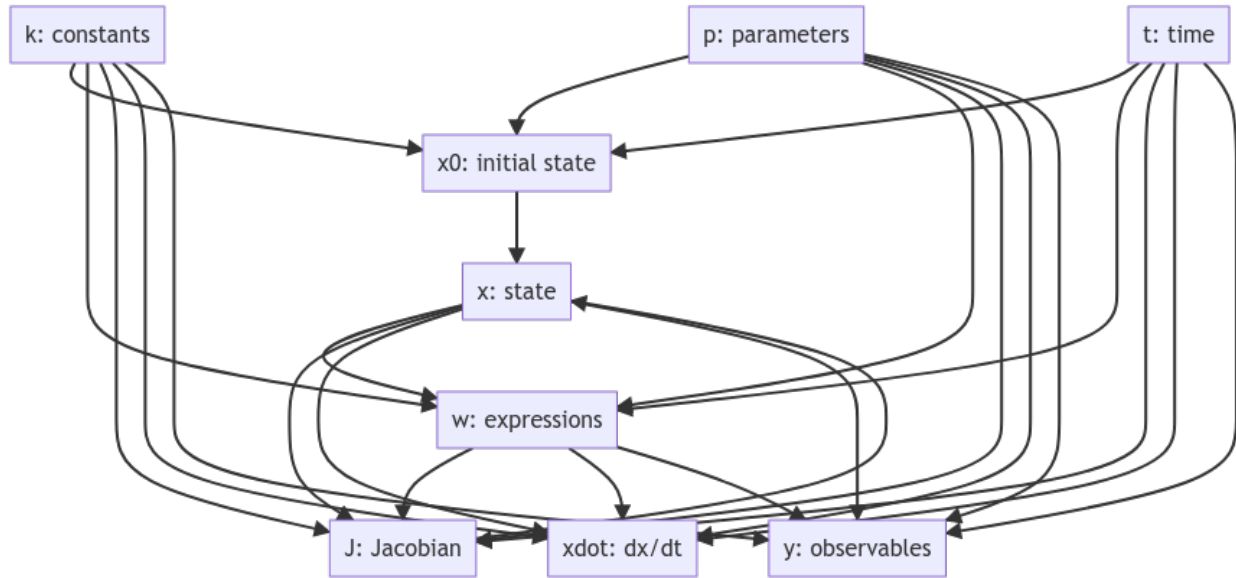 k: constants
p: parameters
t: time
x0: initial state
x: state
w: expressions
J: Jacobian
xdot: dx/dt
y: observables